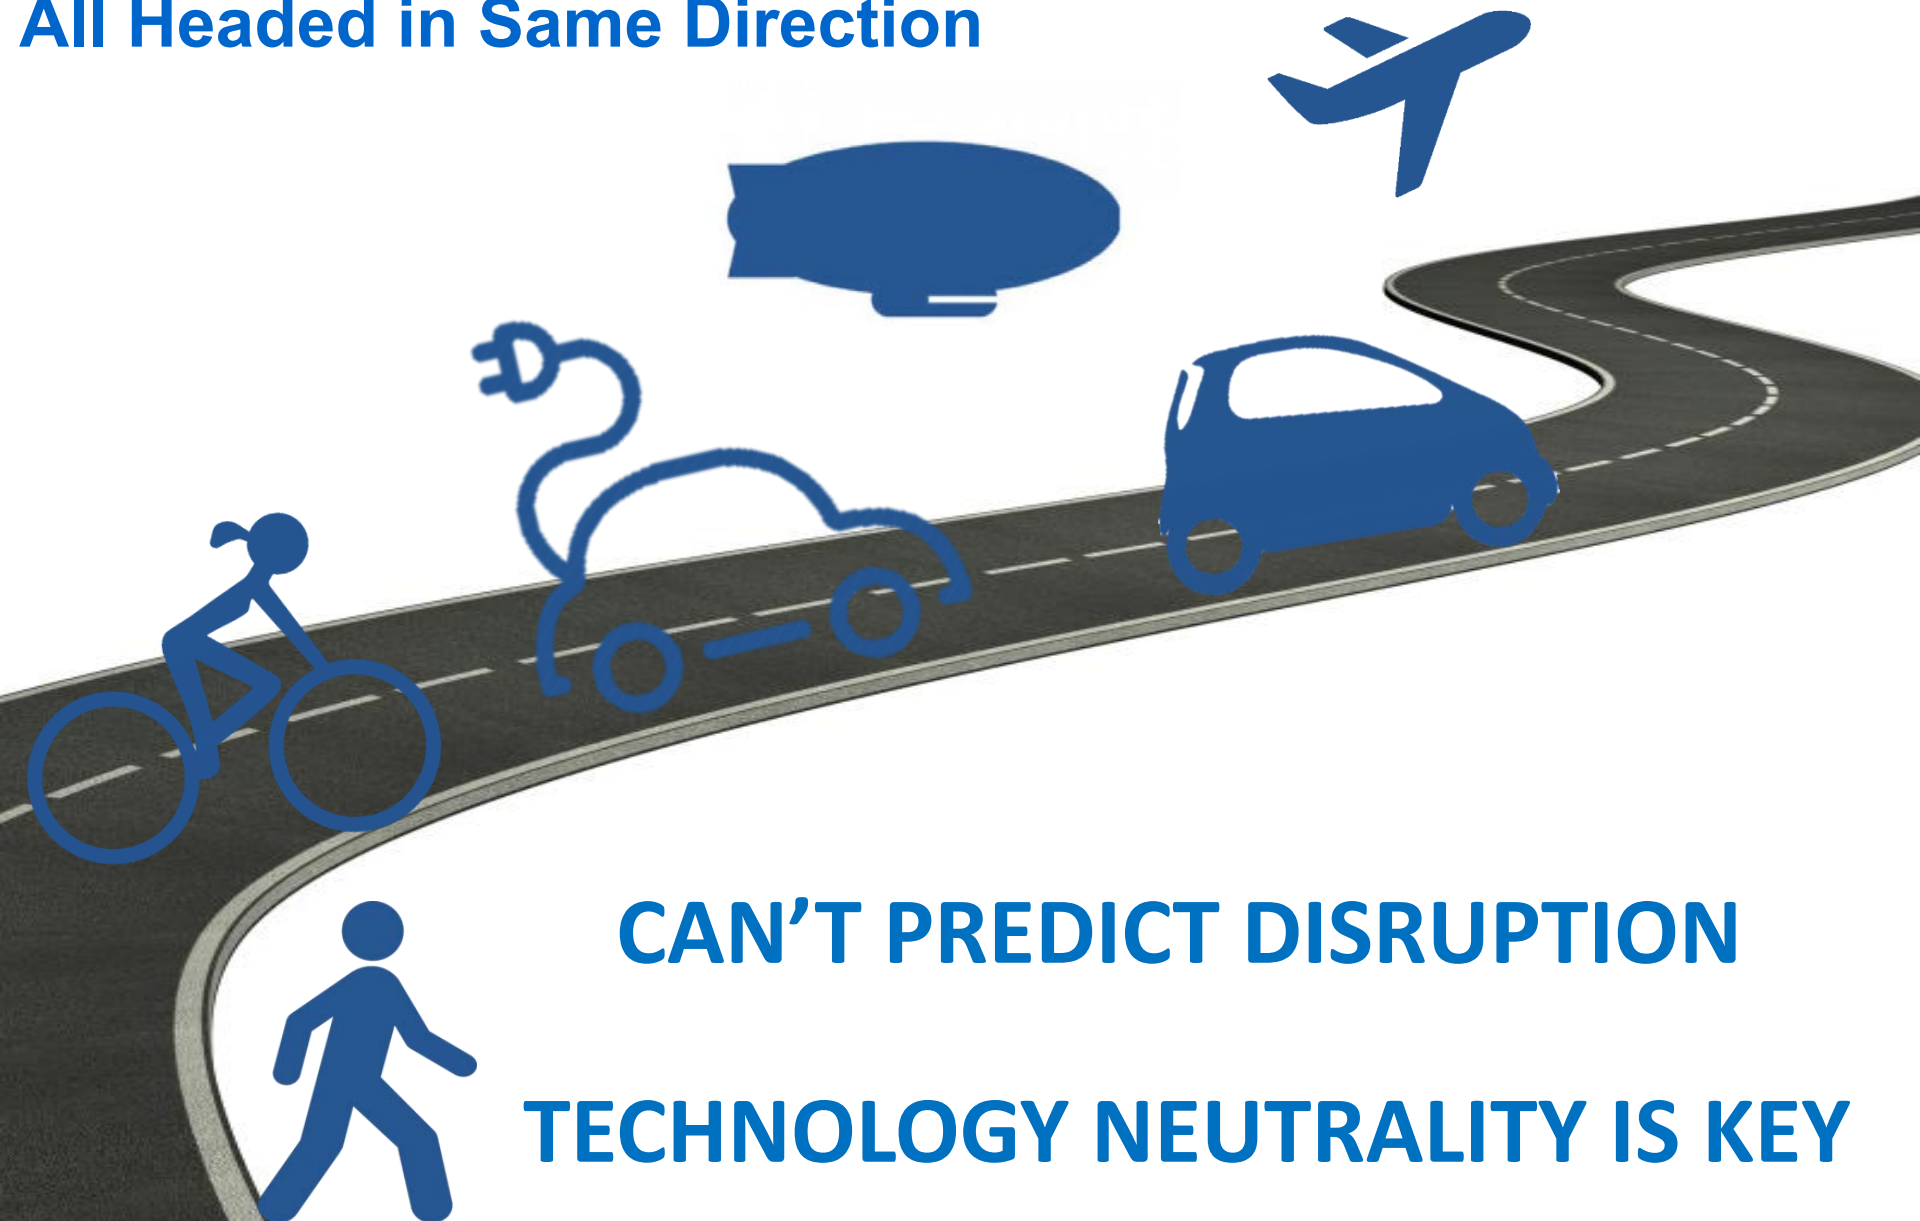 All Headed in Same Direction
CAN’T PREDICT DISRUPTION
TECHNOLOGY NEUTRALITY IS KEY